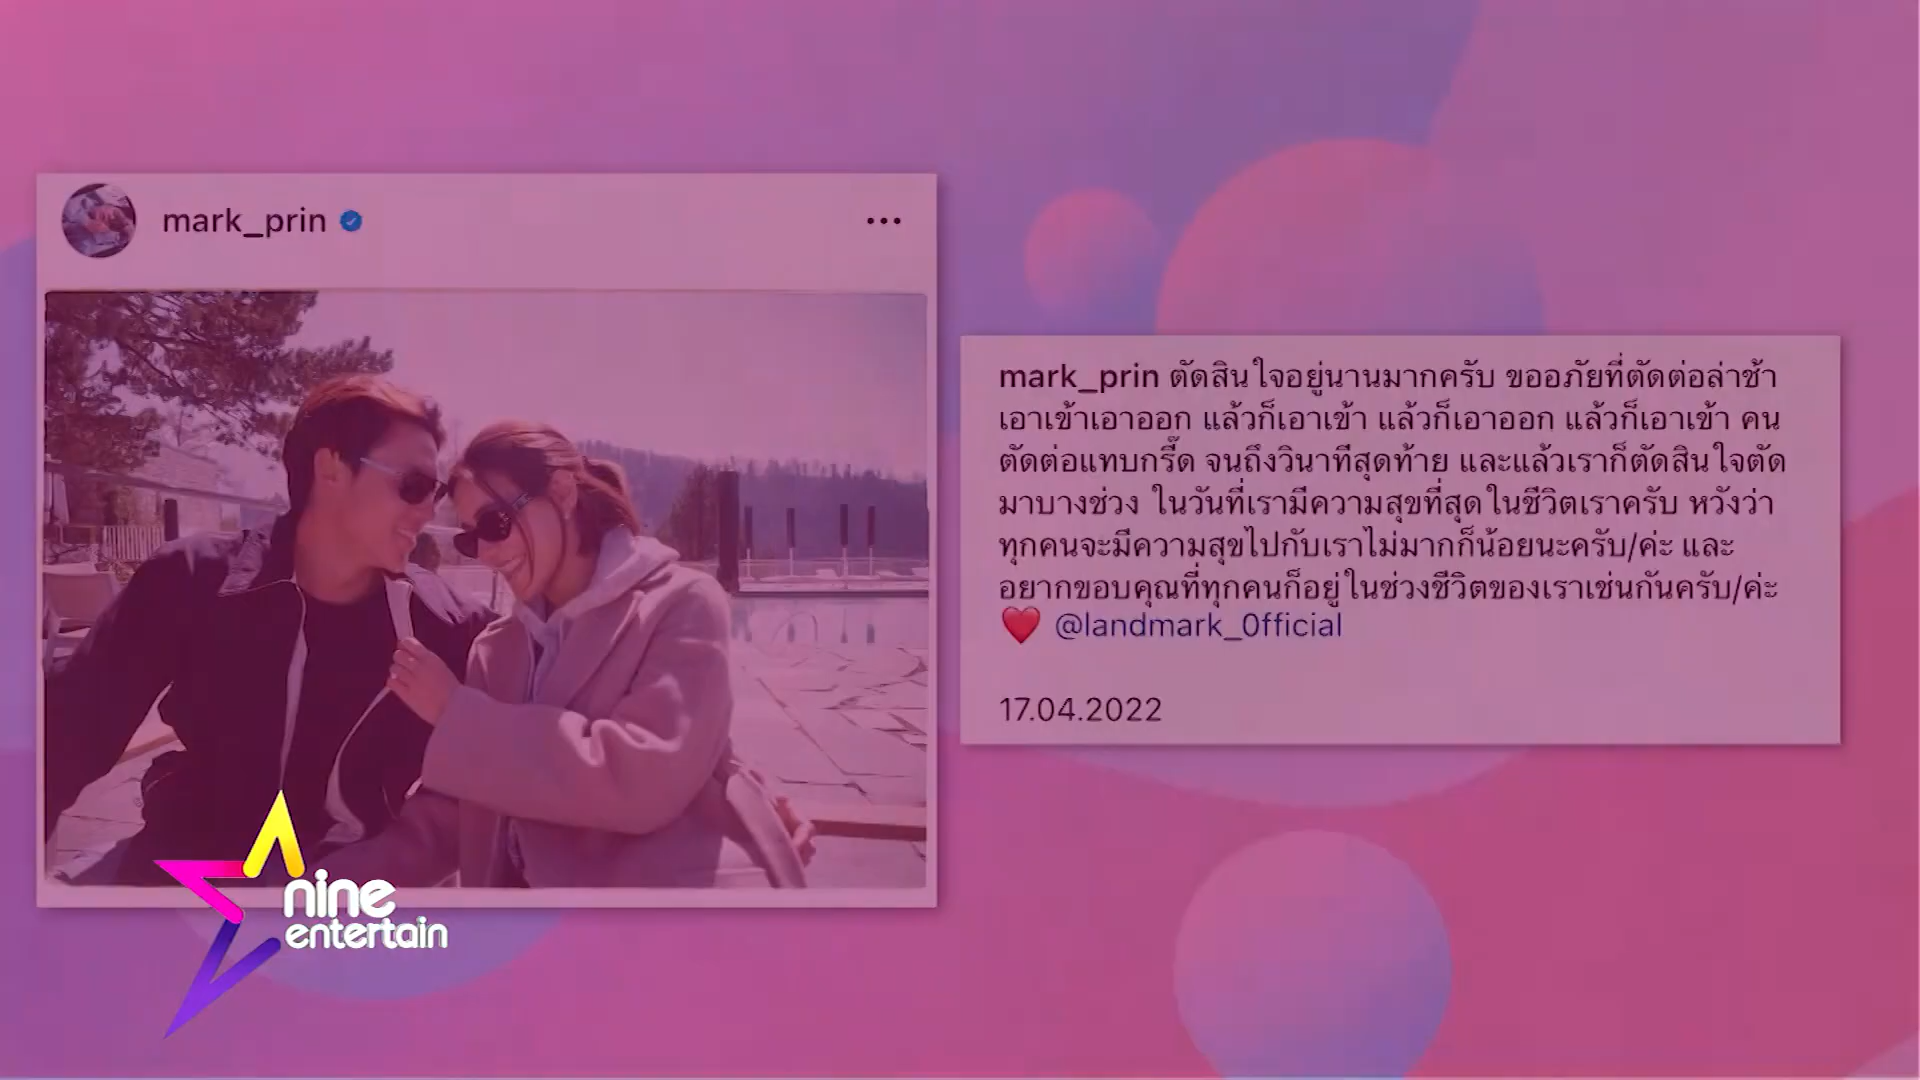 mark_prin
mark_prin ตัดสินใจอยู่นานมากครับ ขออภัยที่ตัดต่อล่าช้า
เอาเข้าเอาออก แล้วก็เอาเข้า แล้วก็เอาออก แล้วก็เอาเข้า คน
ตัดต่อแทบกรี๊ด จนถึงวินาทีสุดท้าย และแล้วเราก็ตัดสินใจตัด
มาบางช่วง ในวันที่เรามีความสุขที่สุดในชีวิตเราครับ หวังว่า
ทุกคนจะมีความสุขไปกับเราไม่มากก็น้อยนะครับ/ค่ะ และ
อยากขอบคุณที่ทุกคนก็อยู่ในช่วงชีวิตของเราเช่นกันครับ/ค่ะ
❤️ @landmark_0fficial
17.04.2022
nine
entertain